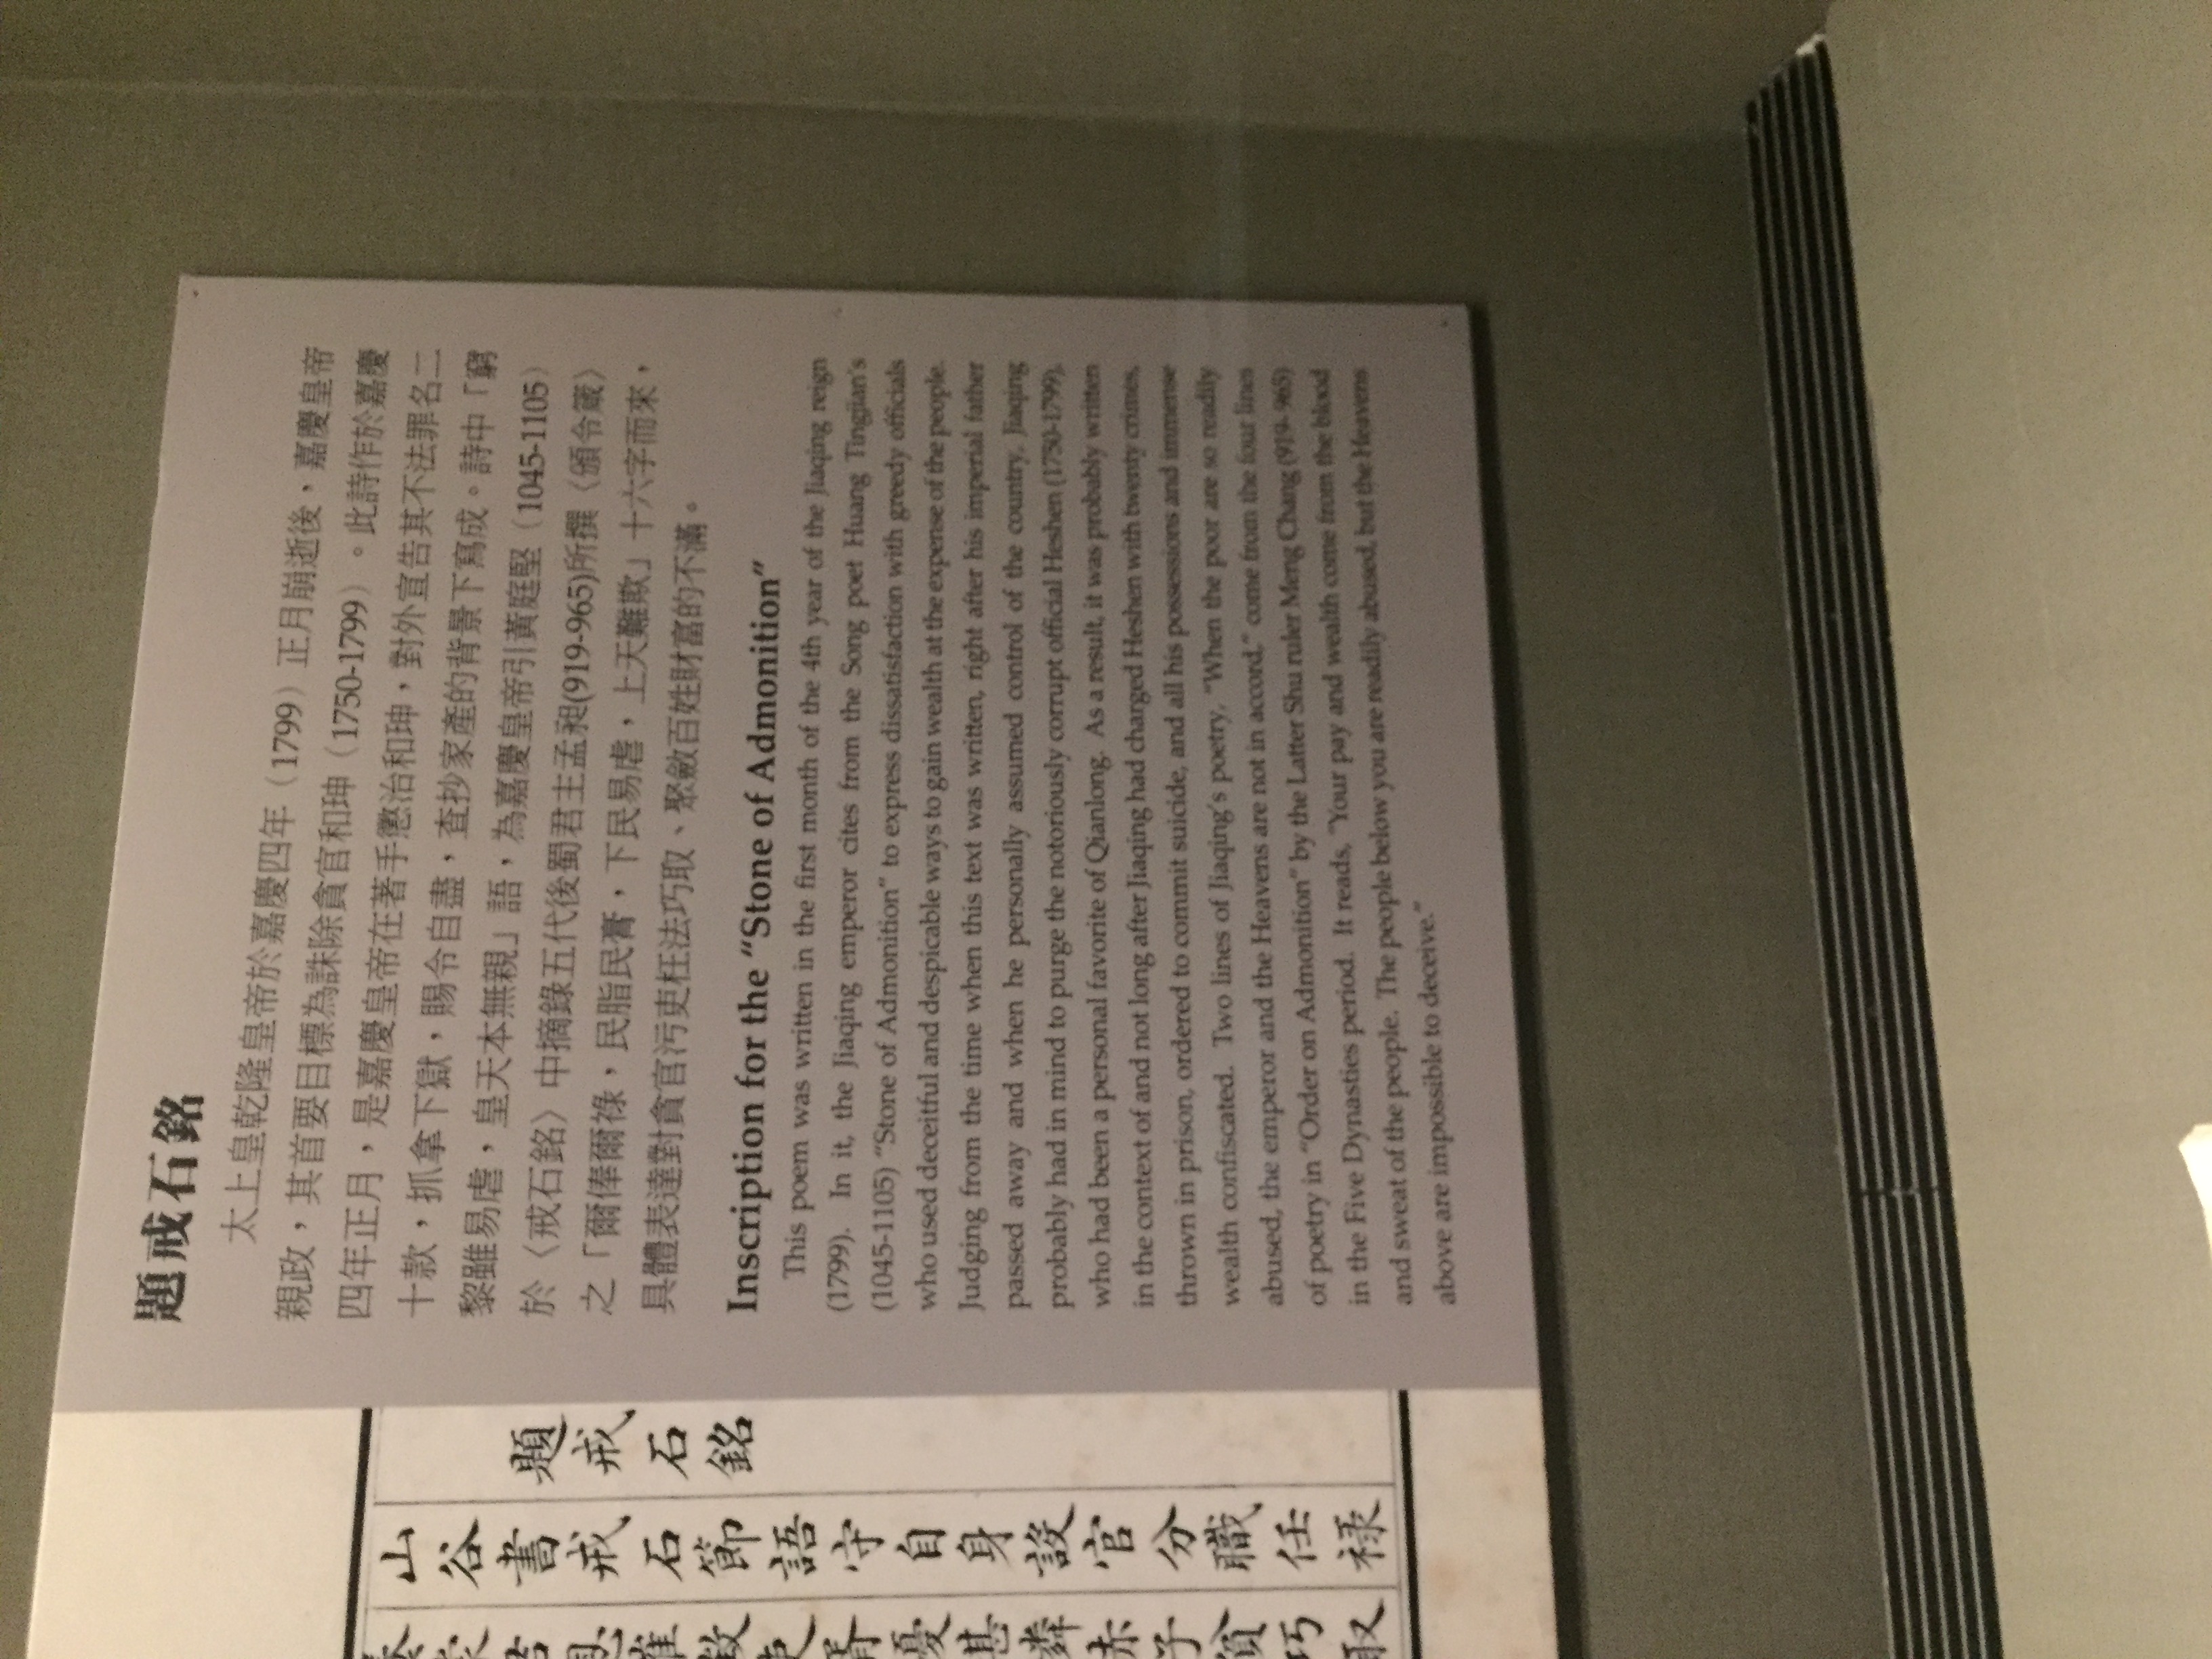 題戒石銘
太上皇乾隆皇帝於嘉慶四年（1799）正月崩逝後，嘉慶皇帝
親政，其首要目標為誅除貪官和珅（1750-1799）。此詩作於嘉慶
四年正月，是嘉慶皇帝在著手懲治和珅，對外宣告其不法罪名二
十款，抓拿下獄，賜令自盡，查抄家產的背景下寫成。詩中「窮
黎雖易虐，皇天本無親」語，為嘉慶皇帝引黃庭堅（1045-1105）
於〈戒石銘〉中摘錄五代後蜀君主孟昶(919-965)所撰〈頒令箴〉
之「爾俸爾祿，民脂民膏，下民易虐，上天難欺」十六字而來，
具體表達對貪官污吏枉法巧取、聚斂百姓財富的不滿。
Inscription for the “Stone of Admonition”
This poem was written in the first month of the 4th year of the Jiaqing reign
(1799). In it, the Jiaqing emperor cites from the Song poet Huang Tingjian's
(1045-1105) “Stone of Admonition” to express dissatisfaction with greedy officials
who used deceitful and despicable ways to gain wealth at the expense of the people.
Judging from the time when this text was written, right after his imperial father
passed away and when he personally assumed control of the country, Jiaqing
probably had in mind to purge the notoriously corrupt official Heshen (1750-1799),
who had been a personal favorite of Qianlong. As a result, it was probably written
in the context of and not long after Jiaqing had charged Heshen with twenty crimes,
thrown in prison, ordered to commit suicide, and all his possessions and immense
wealth confiscated. Two lines of Jiaqing's poetry, “When the poor are so readily
abused, the emperor and the Heavens are not in accord,” come from the four lines
of poetry in “Order on Admonition” by the Latter Shu ruler Meng Chang (919- 965)
in the Five Dynasties period. It reads, “Your pay and wealth come from the blood
and sweat of the people. The people below you are readily abused, but the Heavens
above are impossible to deceive.”
題戒石銘
山谷書戒石節語守自身設官分職任祿
君恩維敬吏胥憂甚憐赤子貧巧取